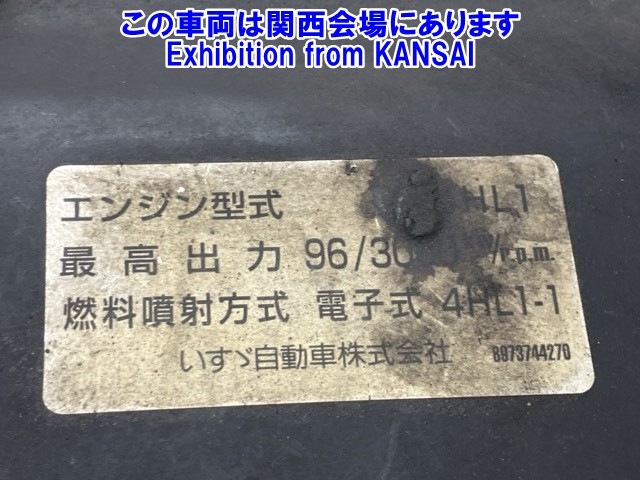 この車両は関西会場にあります
Exhibition from KANSAI
エンジン型式 HL1
最高出力 96/30 /r.p.m.
燃料噴射方式 電子式 4HL1-1
いすゞ自動車株式会社 8973744270